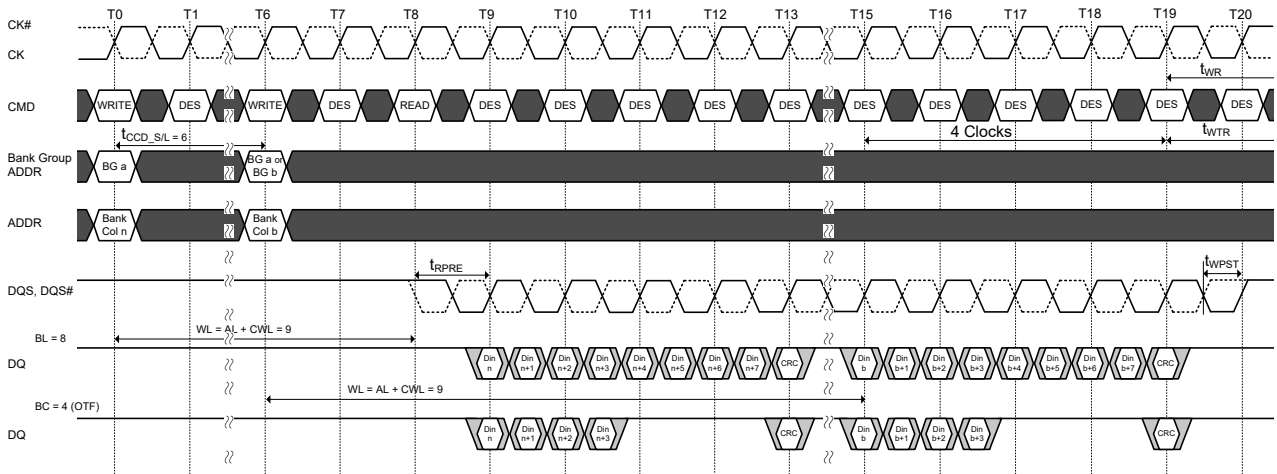 T0 T1 T6 T7 T8 T9 T10 T11 T12 T13 T15 T16 T17 T18 T19 T20
CK#
CK
tWR
CMD WRITE DES WRITE DES READ DES DES DES DES DES DES DES DES DES DES DES
tCCD_S/L = 6
4 Clocks
tWTR
Bank Group
ADDR
BG a
BG a or
BG b
ADDR
Bank
Col n
Bank
Col b
tRPRE
tWPST
DQS, DQS#
WL = AL + CWL = 9
BL = 8
DQ
Din n Din n+1 Din n+2 Din n+3 Din n+4 Din n+5 Din n+6 Din n+7 CRC Din b Din b+1 Din b+2 Din b+3 Din b+4 Din b+5 Din b+6 Din b+7 CRC
WL = AL + CWL = 9
BC = 4 (OTF)
DQ
Din n Din n+1 Din n+2 Din n+3 CRC Din b Din b+1 Din b+2 Din b+3 CRC